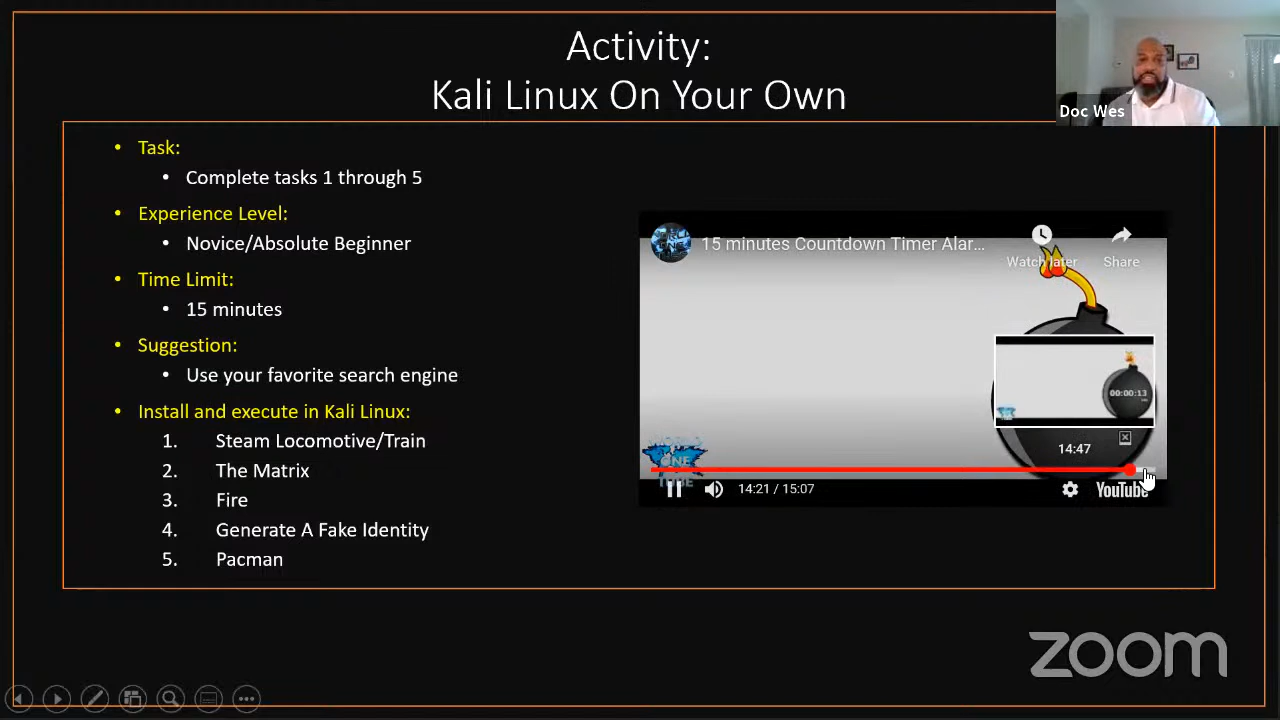 Activity:
Kali Linux On Your Own
Doc Wes
• Task:
• Complete tasks 1 through 5
• Experience Level:
• Novice/Absolute Beginner
• Time Limit:
• 15 minutes
• Suggestion:
• Use your favorite search engine
• Install and execute in Kali Linux:
1. Steam Locomotive/Train
2. The Matrix
3. Fire
4. Generate A Fake Identity
5. Pacman
15 minutes Countdown Timer Alar...
Watch later
Share
00:00:13
14:47
14:21 / 15:07
YouTube
zoom